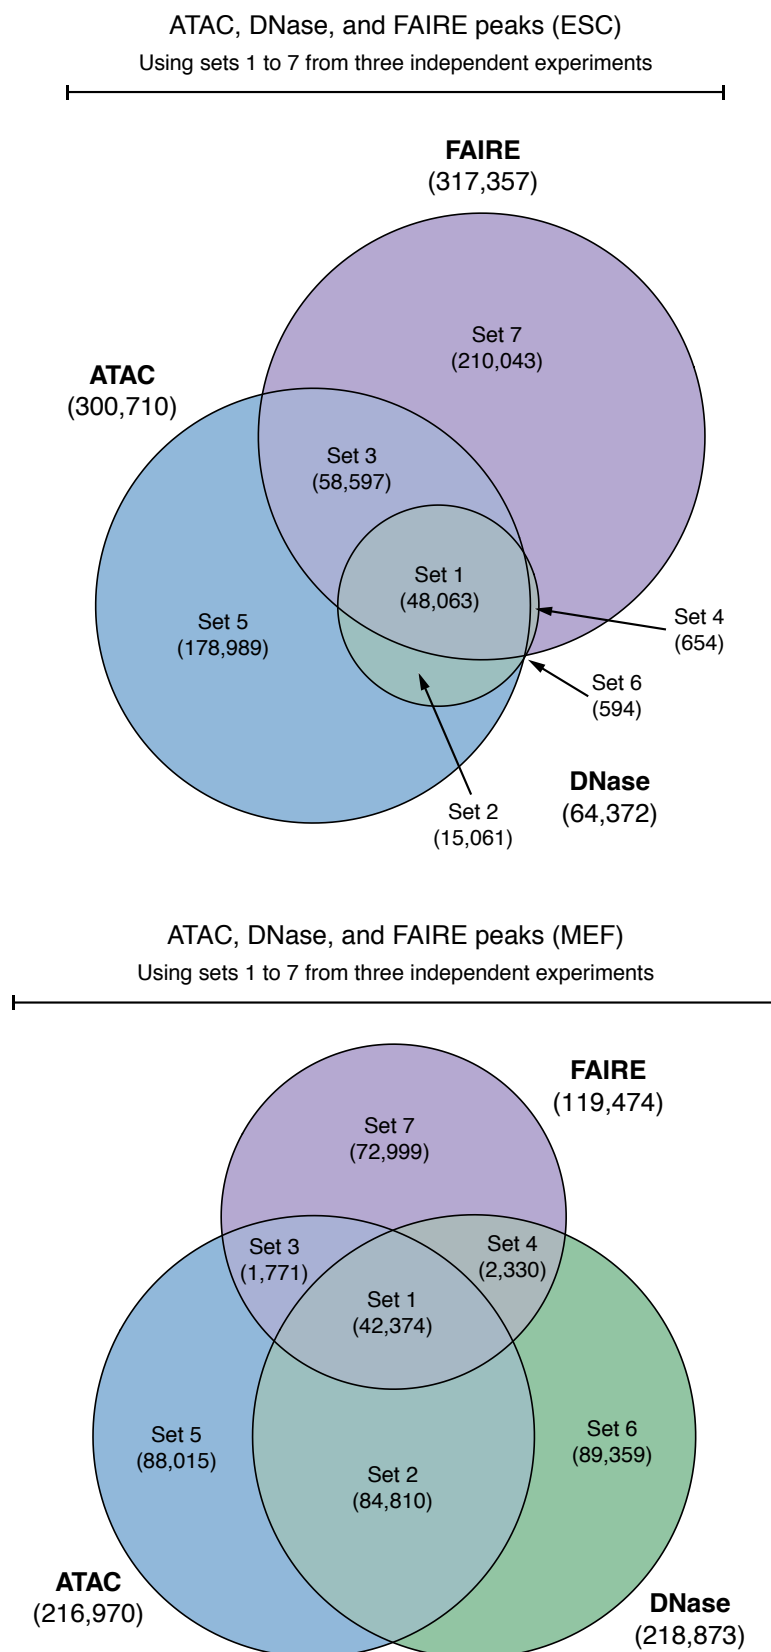 ATAC, DNase, and FAIRE peaks (ESC)
Using sets 1 to 7 from three independent experiments
FAIRE
(317,357)
Set 7
(210,043)
ATAC
(300,710)
Set 3
(58,597)
Set 1
(48,063)
Set 5
(178,989)
Set 4
(654)
Set 6
(594)
DNase
(64,372)
Set 2
(15,061)
ATAC, DNase, and FAIRE peaks (MEF)
Using sets 1 to 7 from three independent experiments
FAIRE
(119,474)
Set 7
(72,999)
Set 3
(1,771)
Set 4
(2,330)
Set 1
(42,374)
Set 5
(88,015)
Set 6
(89,359)
Set 2
(84,810)
ATAC
(216,970)
DNase
(218,873)